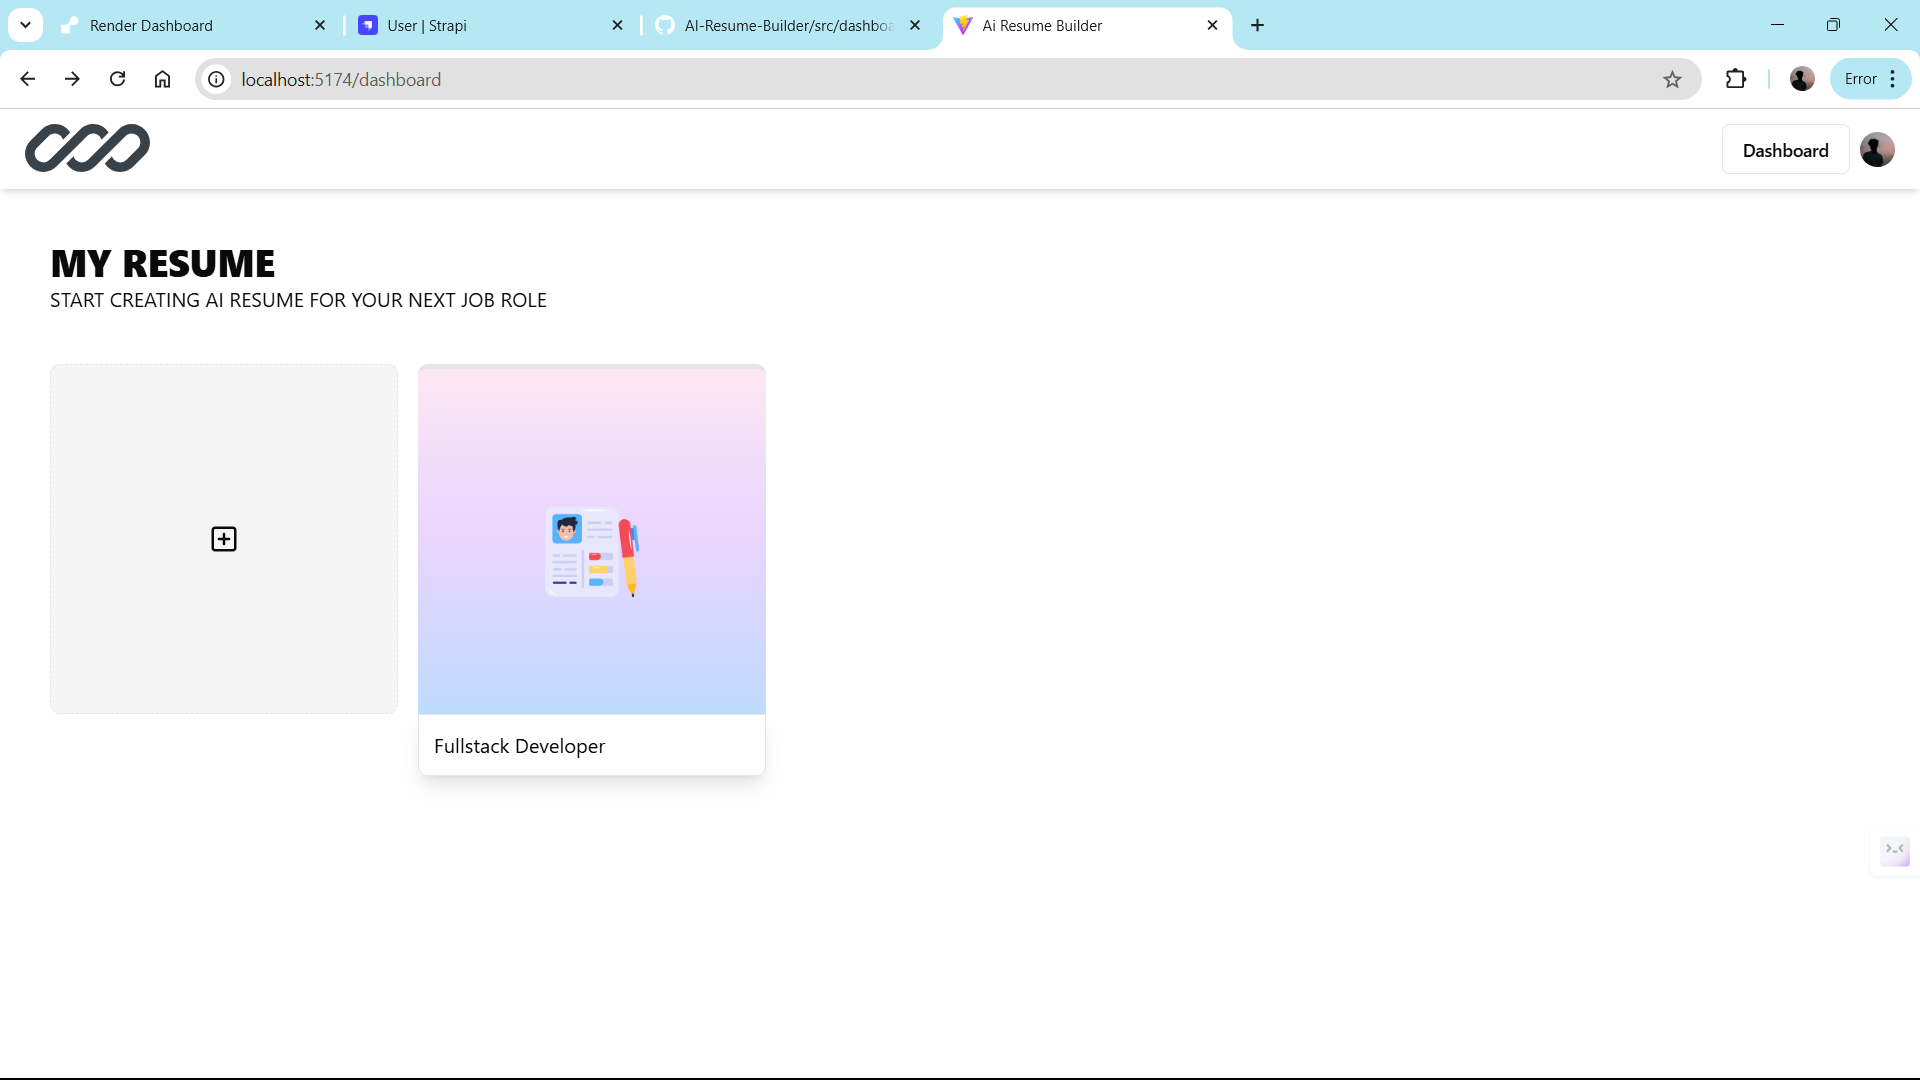 Render Dashboard
User | Strapi
AI-Resume-Builder/src/dashboa
Ai Resume Builder
localhost:5174/dashboard
Error
Dashboard
MY RESUME
START CREATING AI RESUME FOR YOUR NEXT JOB ROLE
Fullstack Developer